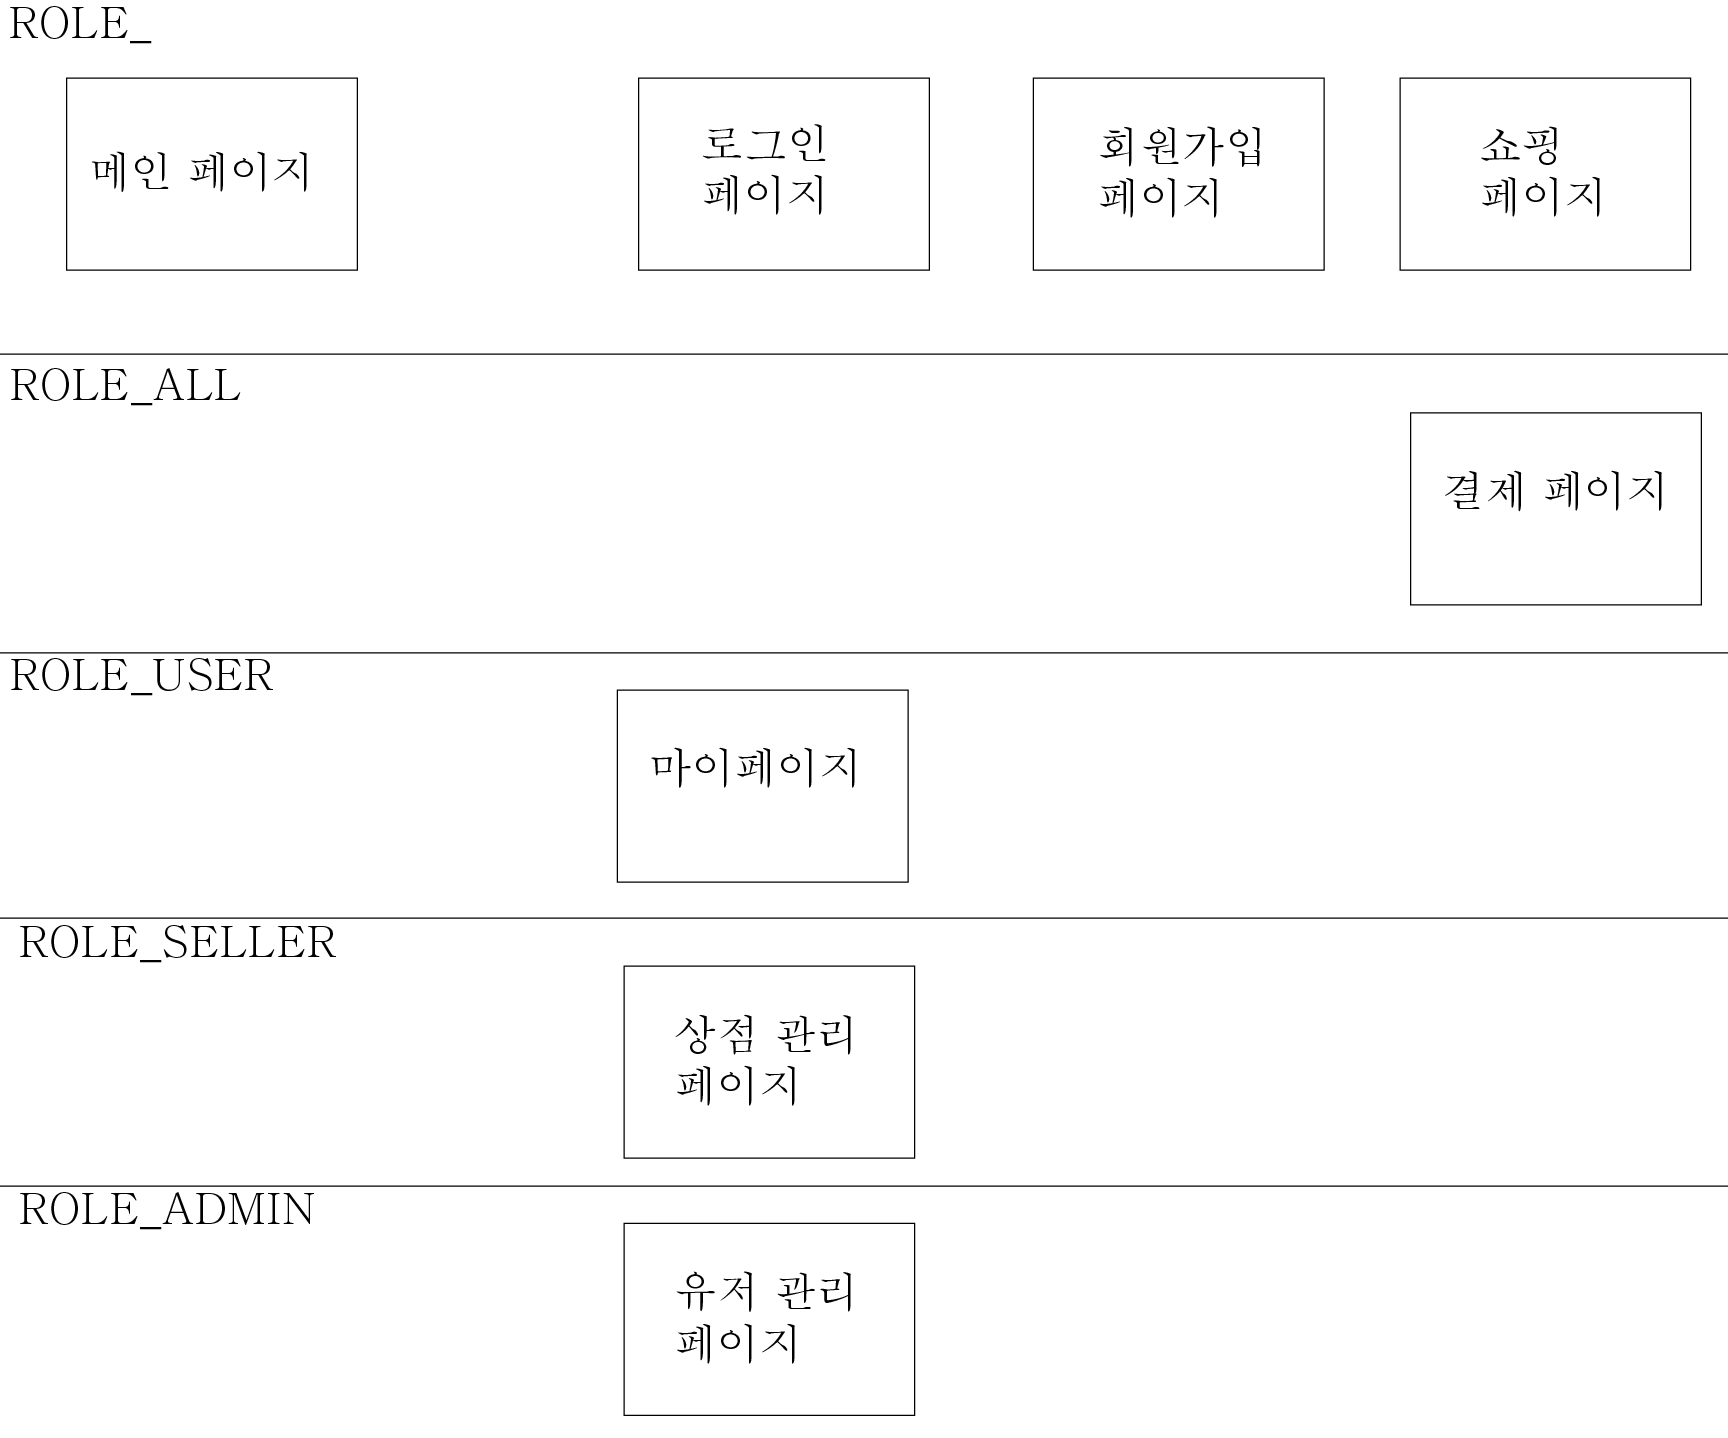 ROLE_
메인 페이지
로그인
페이지
회원가입
페이지
쇼핑
페이지
ROLE_ALL
결제 페이지
ROLE_USER
마이페이지
ROLE_SELLER
상점 관리
페이지
ROLE_ADMIN
유저 관리
페이지